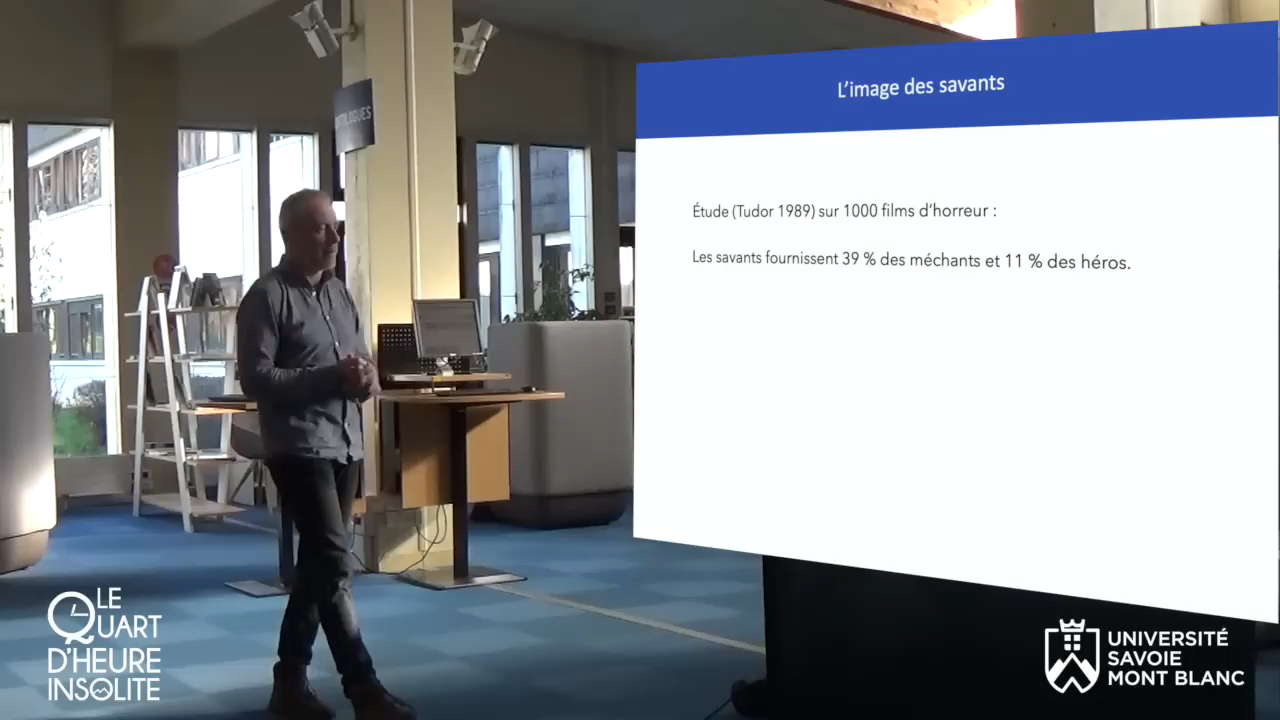 L'image des savants
Étude (Tudor 1989) sur 1000 films d'horreur :
Les savants fournissent 39 % des méchants et 11 % des héros.
LE
QUART
D'HEURE
INSOLITE
UNIVERSITÉ
SAVOIE
MONT BLANC